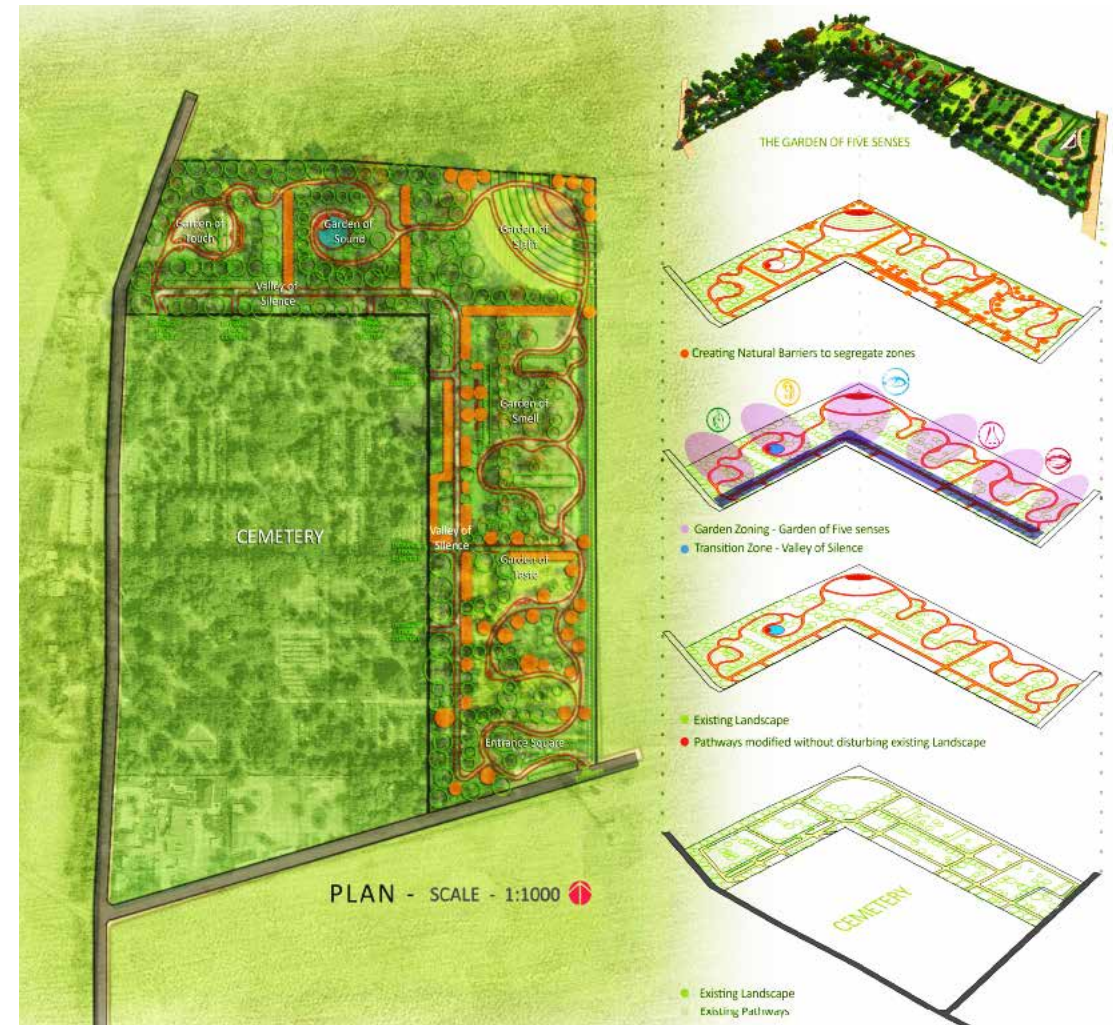 THE GARDEN OF FIVE SENSES
Garden of
Touch
Garden of
Sound
Garden of
Valley of
Silence
Creating Natural Barriers to segregate zones
Garden of
Smell
CEMETERY
Valley of
Silence
Garden Zoning - Garden of Five senses
Transition Zone - Valley of Silence
Garden of
Taste
Existing Landscape
Pathways modified without disturbing existing Landscape
Entrance Square
PLAN - SCALE - 1:1000
CEMETERY
Existing Landscape
Existing Pathways